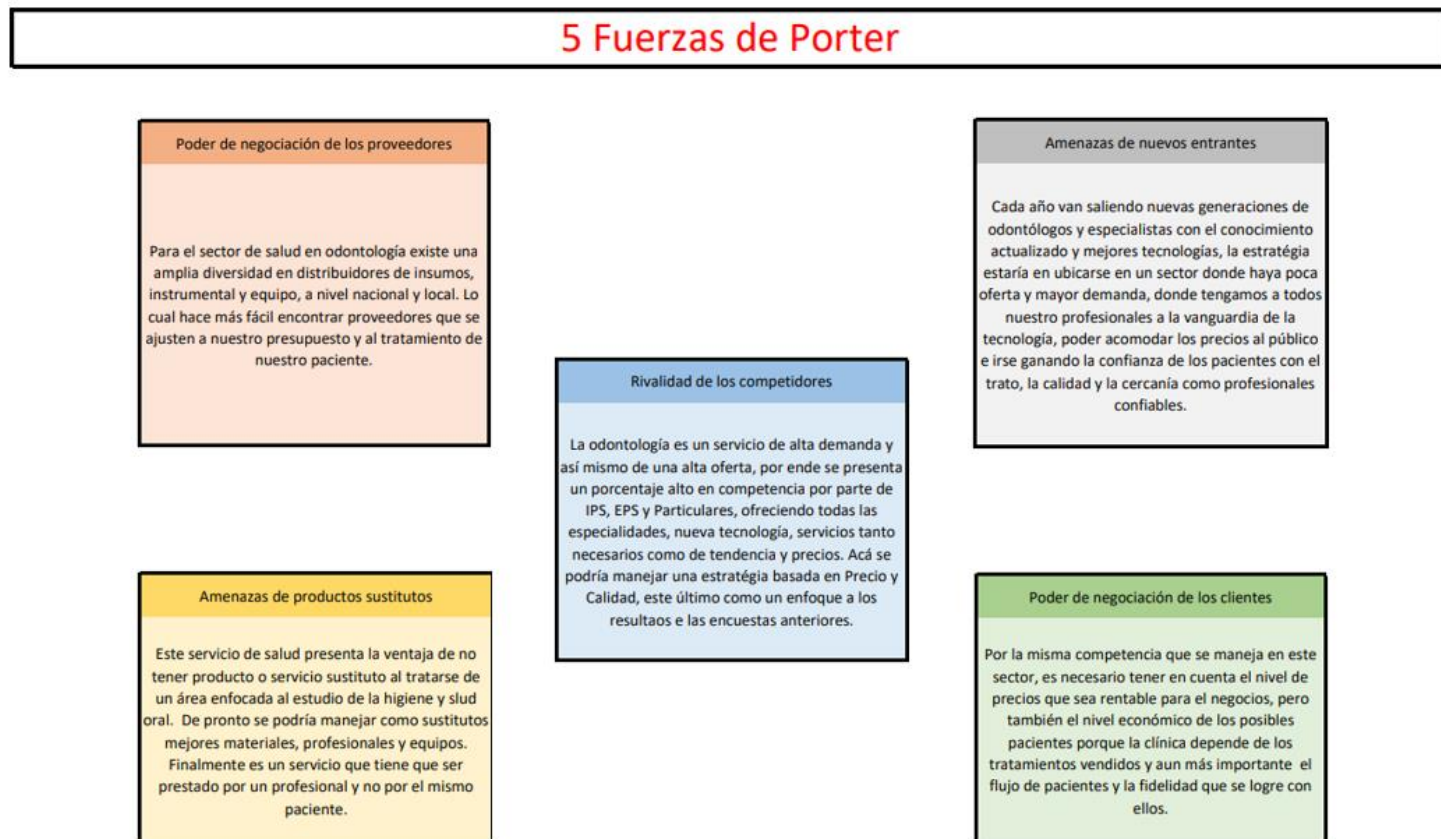 5 Fuerzas de Porter
Poder de negociación de los proveedores
Para el sector de salud en odontología existe una
amplia diversidad en distribuidores de insumos,
instrumental y equipo, a nivel nacional y local. Lo
cual hace más fácil encontrar proveedores que se
ajusten a nuestro presupuesto y al tratamiento de
nuestro paciente.
Amenazas de nuevos entrantes
Cada año van saliendo nuevas generaciones de
odontólogos y especialistas con el conocimiento
actualizado y mejores tecnologías, la estratégia
estaría en ubicarse en un sector donde haya poca
oferta y mayor demanda, donde tengamos a todos
nuestro profesionales a la vanguardia de la
tecnología, poder acomodar los precios al público
e irse ganando la confianza de los pacientes con el
trato, la calidad y la cercanía como profesionales
confiables.
Rivalidad de los competidores
La odontología es un servicio de alta demanda y
así mismo de una alta oferta, por ende se presenta
un porcentaje alto en competencia por parte de
IPS, EPS y Particulares, ofreciendo todas las
especialidades, nueva tecnología, servicios tanto
necesarios como de tendencia y precios. Acá se
podría manejar una estratégia basada en Precio y
Calidad, este último como un enfoque a los
resultaos e las encuestas anteriores.
Amenazas de productos sustitutos
Este servicio de salud presenta la ventaja de no
tener producto o servicio sustituto al tratarse de
un área enfocada al estudio de la higiene y slud
oral. De pronto se podría manejar como sustitutos
mejores materiales, profesionales y equipos.
Finalmente es un servicio que tiene que ser
prestado por un profesional y no por el mismo
paciente.
Poder de negociación de los clientes
Por la misma competencia que se maneja en este
sector, es necesario tener en cuenta el nivel de
precios que sea rentable para el negocios, pero
también el nivel económico de los posibles
pacientes porque la clínica depende de los
tratamientos vendidos y aun más importante el
flujo de pacientes y la fidelidad que se logre con
ellos.